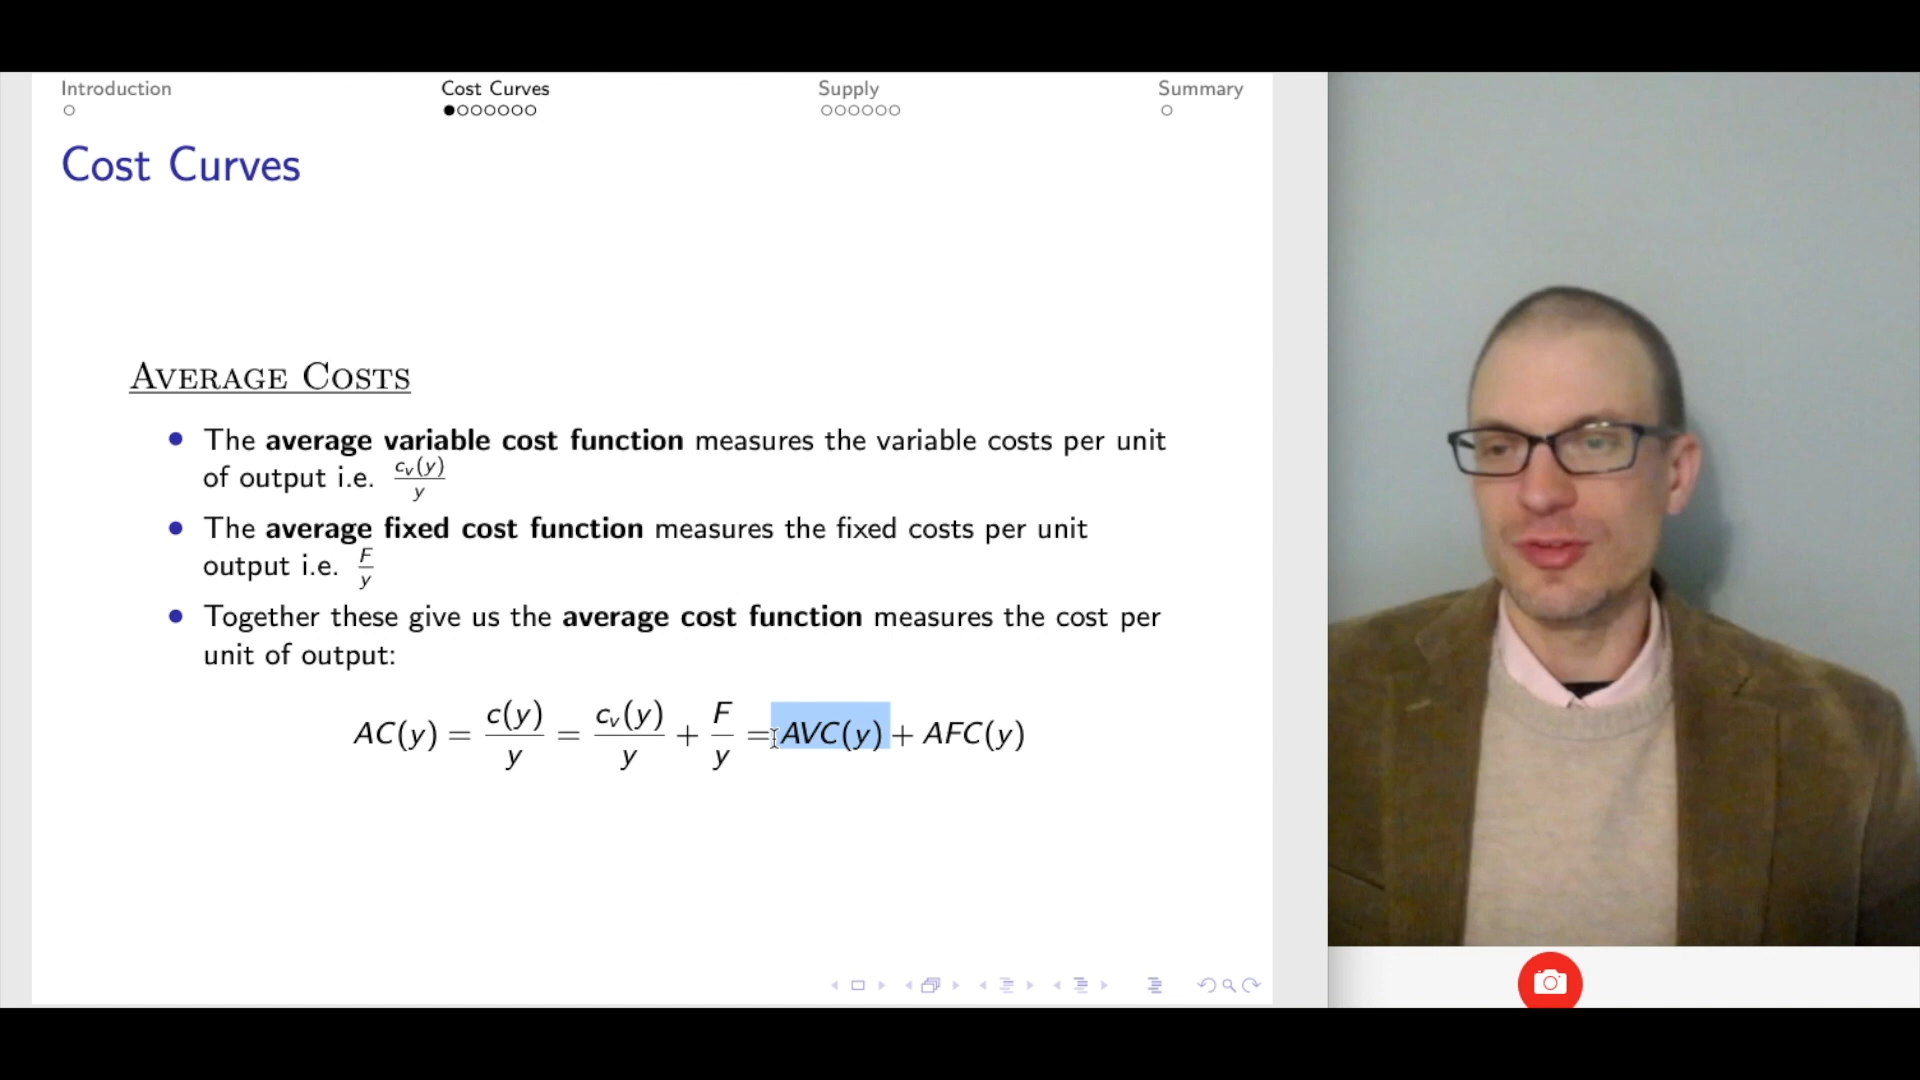 Introduction Cost Curves Supply Summary
Cost Curves
AVERAGE COSTS
• The average variable cost function measures the variable costs per unit
of output i.e. c_v(y)/y
• The average fixed cost function measures the fixed costs per unit
output i.e. F/y
• Together these give us the average cost function measures the cost per
unit of output:
AC(y) = c(y)/y = c_v(y)/y + F/y = AVC(y) + AFC(y)